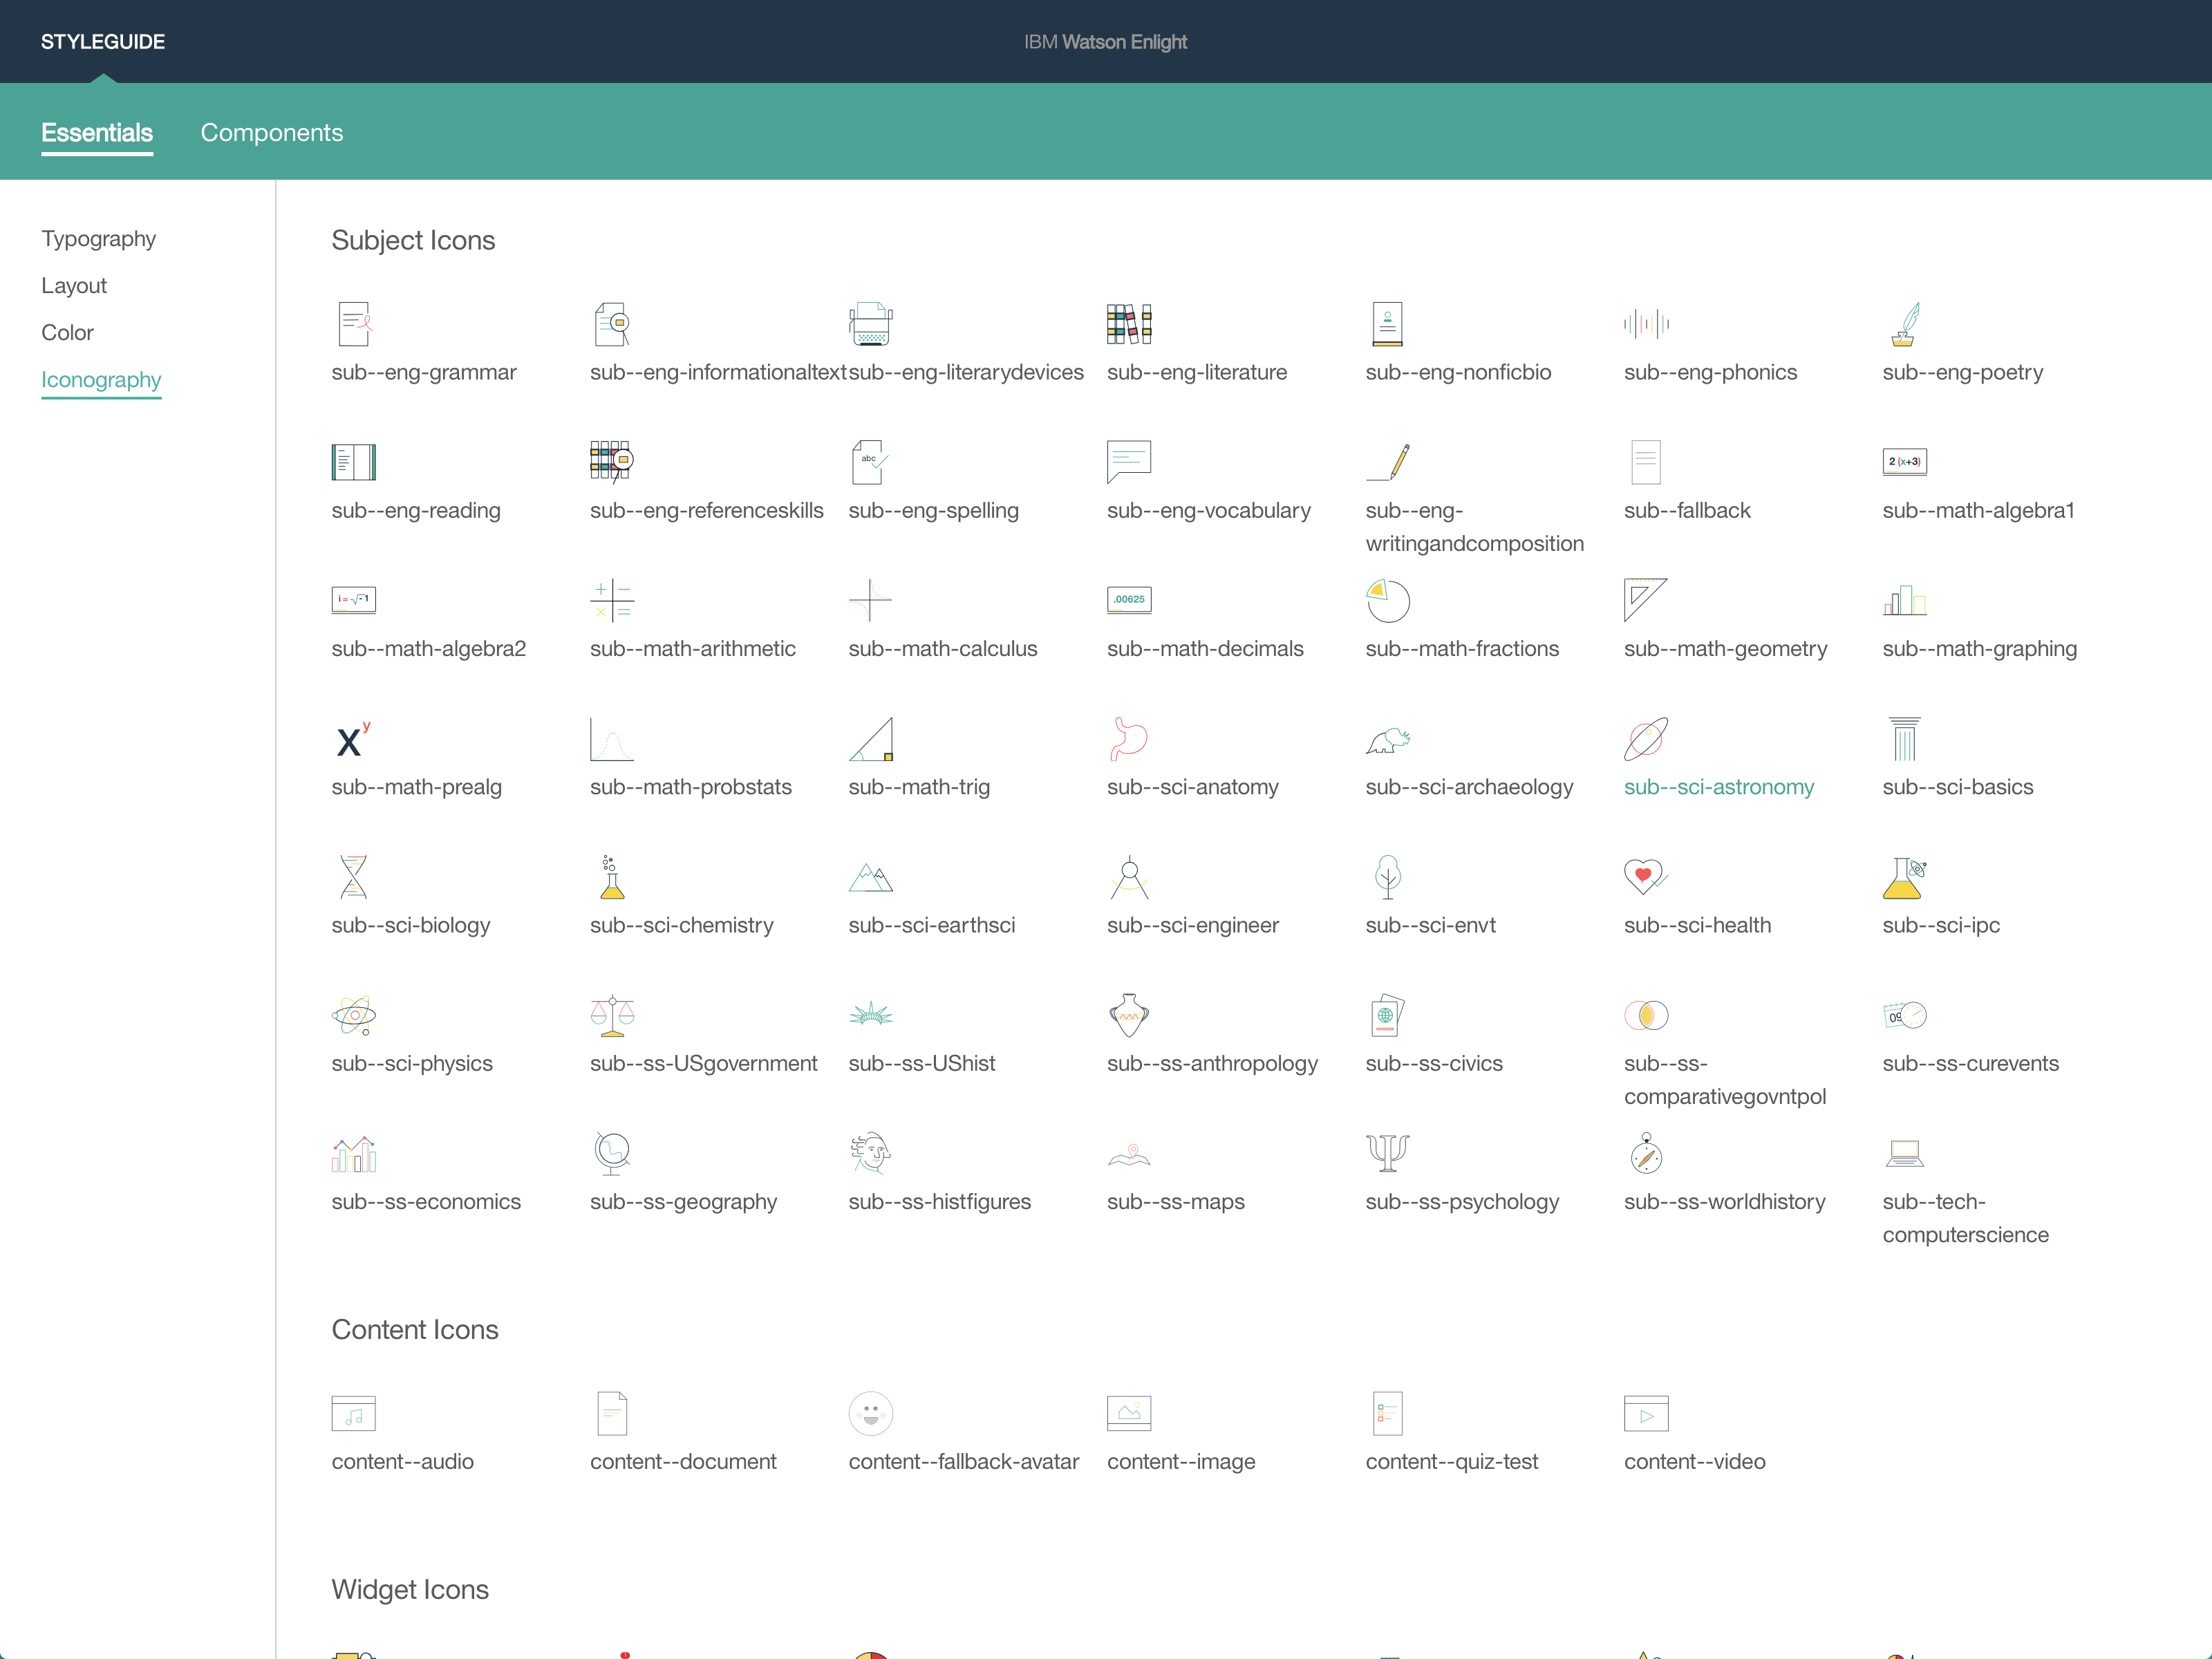 STYLEGUIDE
IBM Watson Enlight
Essentials
Components
Typography
Layout
Color
Iconography
Subject Icons
sub--eng-grammar
sub--eng-informationaltext
sub--eng-literarydevices
sub--eng-literature
sub--eng-nonficbio
sub--eng-phonics
sub--eng-poetry
abc
2 (x+3)
sub--eng-reading
sub--eng-referenceskills
sub--eng-spelling
sub--eng-vocabulary
sub--eng-
writingandcomposition
sub--fallback
sub--math-algebra1
i = √-1
.00625
sub--math-algebra2
sub--math-arithmetic
sub--math-calculus
sub--math-decimals
sub--math-fractions
sub--math-geometry
sub--math-graphing
x y
sub--math-prealg
sub--math-probstats
sub--math-trig
sub--sci-anatomy
sub--sci-archaeology
sub--sci-astronomy
sub--sci-basics
sub--sci-biology
sub--sci-chemistry
sub--sci-earthsci
sub--sci-engineer
sub--sci-envt
sub--sci-health
sub--sci-ipc
09
sub--sci-physics
sub--ss-USgovernment
sub--ss-UShist
sub--ss-anthropology
sub--ss-civics
sub--ss-
comparativegovntpol
sub--ss-curevents
sub--ss-economics
sub--ss-geography
sub--ss-histfigures
sub--ss-maps
sub--ss-psychology
sub--ss-worldhistory
sub--tech-
computerscience
Content Icons
content--audio
content--document
content--fallback-avatar
content--image
content--quiz-test
content--video
Widget Icons